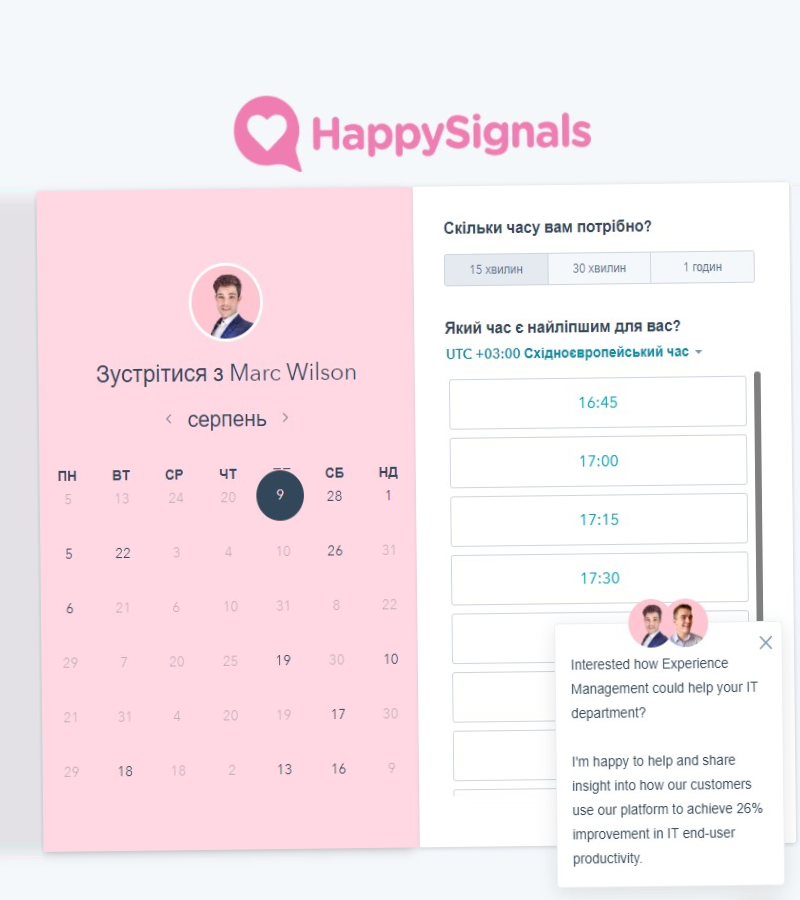 HappySignals
Зустрітися з Marc Wilson
серпень
ПН ВТ СР ЧТ СБ НД
5 13 24 20 9 28 1
5 22 3 4 10 26 31
6 21 6 10 31 8 22
29 7 20 25 19 30 10
21 31 4 20 19 17 30
29 18 18 2 13 16 9
Скільки часу вам потрібно?
15 хвилин 30 хвилин 1 годин
Який час є найліпшим для вас?
UTC +03:00 Східноєвропейський час
16:45
17:00
17:15
17:30
Interested how Experience
Management could help your IT
department?
I'm happy to help and share
insight into how our customers
use our platform to achieve 26%
improvement in IT end-user
productivity.